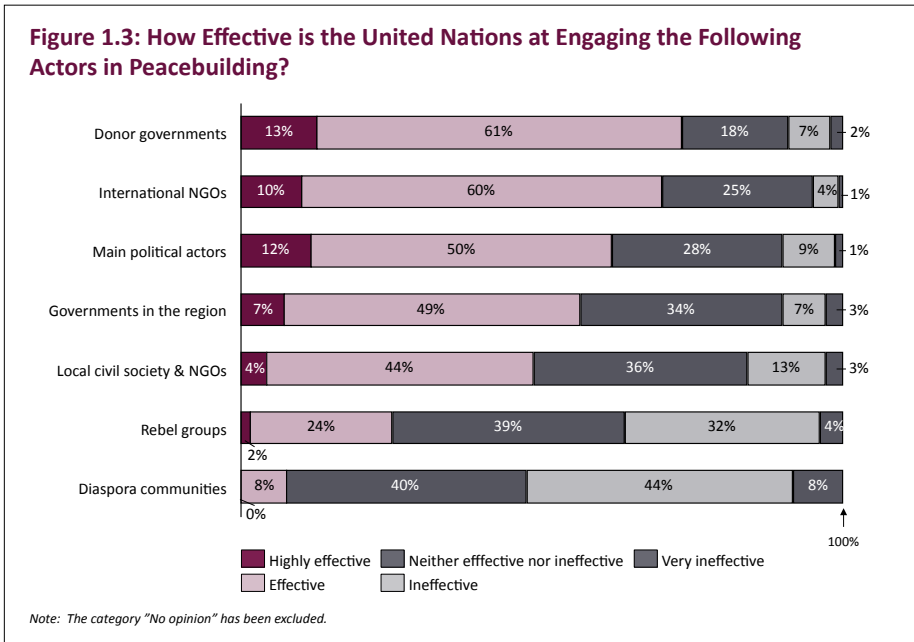 Figure 1.3: How Effective is the United Nations at Engaging the Following
Actors in Peacebuilding?
Donor governments 13% 61% 18% 7% 2%
International NGOs 10% 60% 25% 4% 1%
Main political actors 12% 50% 28% 9% 1%
Governments in the region 7% 49% 34% 7% 3%
Local civil society & NGOs 4% 44% 36% 13% 3%
Rebel groups 24% 39% 32% 4%
2%
Diaspora communities 8% 40% 44% 8%
0%
100%
Highly effective Neither efffective nor ineffective Very ineffective
Effective Ineffective
Note: The category "No opinion" has been excluded.